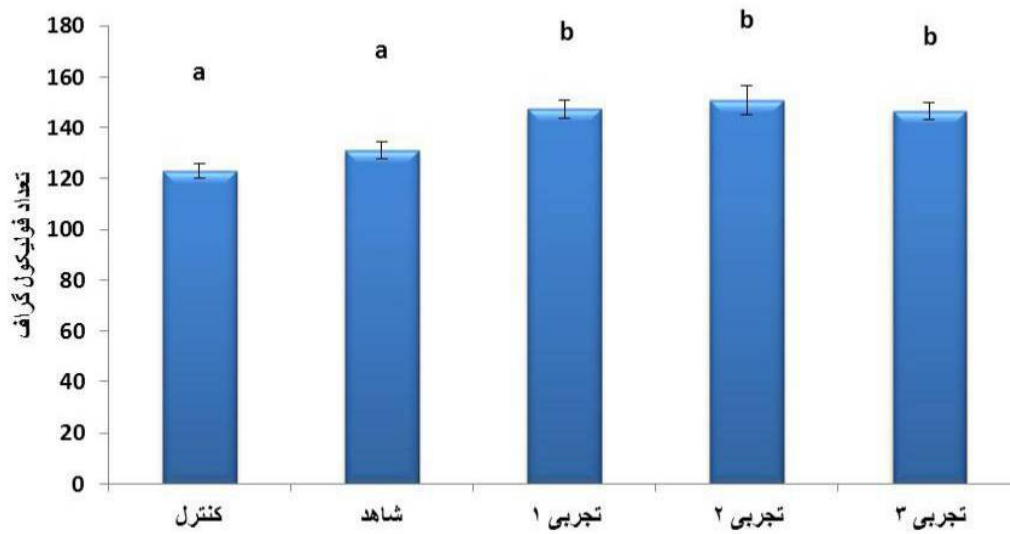 180
160
140
120
100
80
60
40
20
0
تعداد فولیکول گراف
a
a
b
b
b
کنترل
شاهد
تجربی ۱
تجربی ۲
تجربی ۳